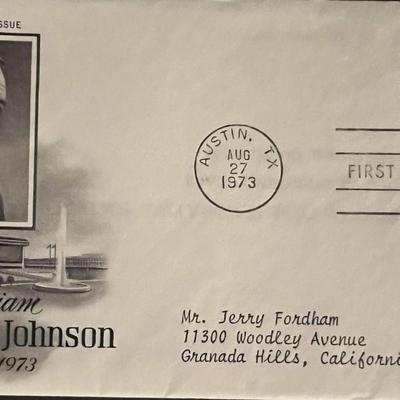 ISSUE
AUSTIN, TX
AUG
27
1973
FIRST
Johnson
1973
Mr. Jerry Fordham
11300 Woodley Avenue
Granada Hills, Californi